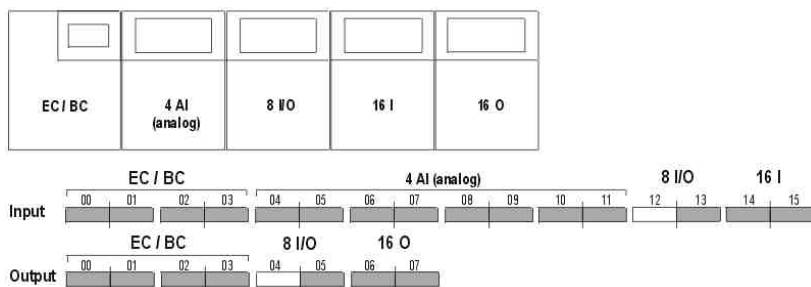 EC / BC 4 AI 8 I/O 16 I 16 O
(analog)
EC / BC 4 AI (analog) 8 I/O 16 I
00 01 02 03 04 05 06 07 08 09 10 11 12 13 14 15
Input
EC / BC 8 I/O 16 O
00 01 02 03 04 05 06 07
Output